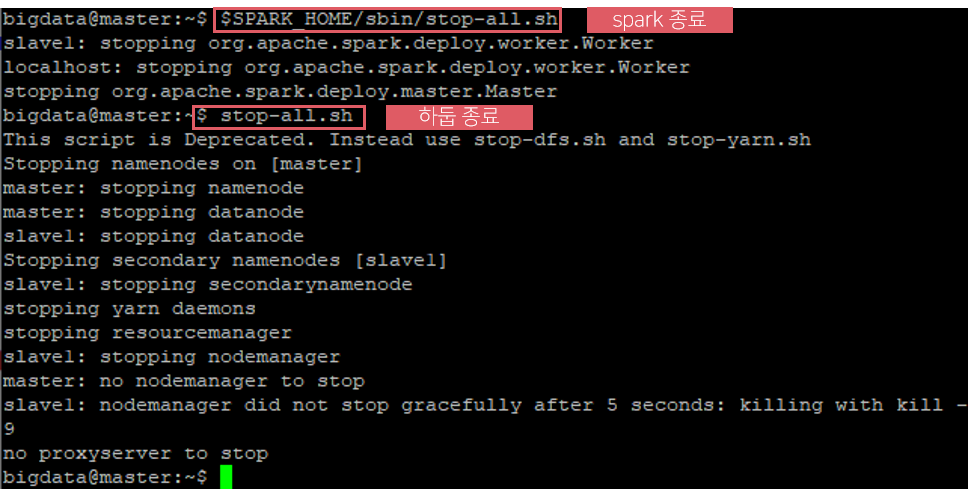 bigdata@master:~$ $SPARK_HOME/sbin/stop-all.sh spark 종료
slave1: stopping org.apache.spark.deploy.worker.Worker
localhost: stopping org.apache.spark.deploy.worker.Worker
stopping org.apache.spark.deploy.master.Master
bigdata@master:~$ stop-all.sh 하둡 종료
This script is Deprecated. Instead use stop-dfs.sh and stop-yarn.sh
Stopping namenodes on [master]
master: stopping namenode
master: stopping datanode
slave1: stopping datanode
Stopping secondary namenodes [slave1]
slave1: stopping secondarynamenode
stopping yarn daemons
stopping resourcemanager
slave1: stopping nodemanager
master: no nodemanager to stop
slave1: nodemanager did not stop gracefully after 5 seconds: killing with kill -
9
no proxyserver to stop
bigdata@master:~$